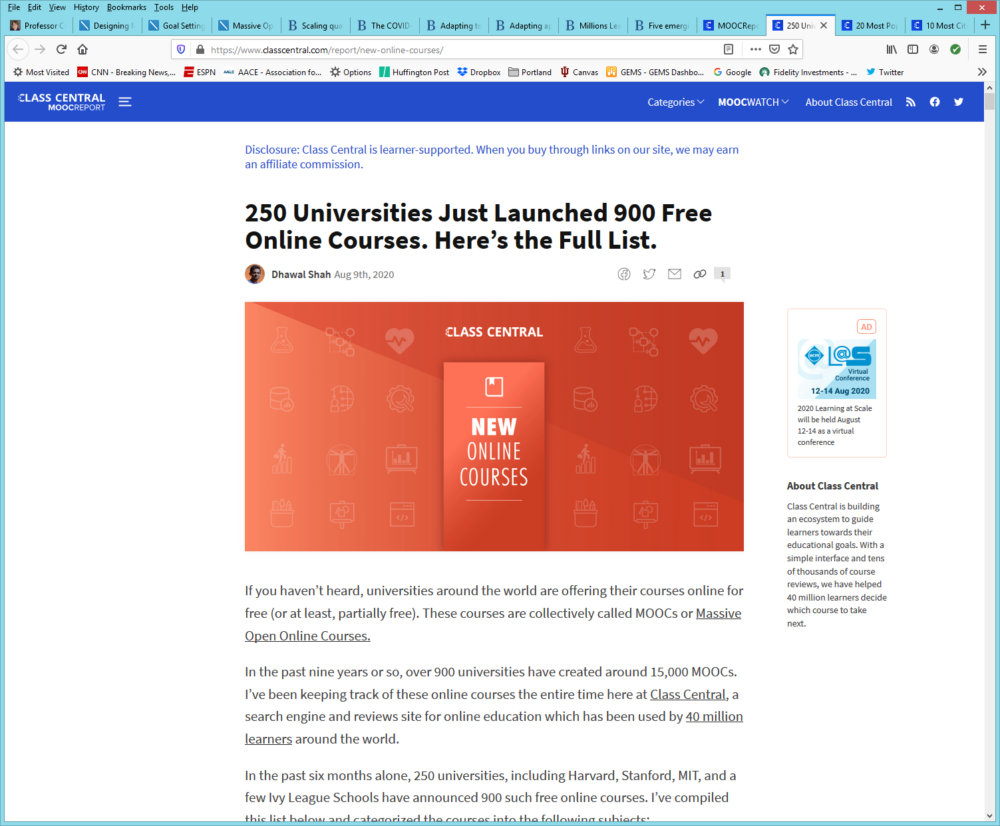 File Edit View History Bookmarks Tools Help
Professor C
Designing
Goal Setting
Massive Op
Scaling qua
The COVID-
Adapting to
Adapting ap
Millions Lea
Five emergi
MOOCRepo
250 Univ
20 Most Pop
10 Most Cit
https://www.classcentral.com/report/new-online-courses/
Most Visited CNN - Breaking News,... ESPN AACE - Association fo... Options Huffington Post Dropbox Portland Canvas GEMS - GEMS Dashbo... Google Fidelity Investments - ... Twitter
CLASS CENTRAL
MOOCREPORT
Categories MOOCWATCH About Class Central
Disclosure: Class Central is learner-supported. When you buy through links on our site, we may earn
an affiliate commission.
250 Universities Just Launched 900 Free
Online Courses. Here’s the Full List.
Dhawal Shah Aug 9th, 2020
1
CLASS CENTRAL
NEW
ONLINE
COURSES
AD
acm L@S
Virtual
Conference
12-14 Aug 2020
2020 Learning at Scale
will be held August
12-14 as a virtual
conference
About Class Central
Class Central is building
an ecosystem to guide
learners towards their
educational goals. With a
simple interface and tens
of thousands of course
reviews, we have helped
40 million learners decide
which course to take
next.
If you haven’t heard, universities around the world are offering their courses online for
free (or at least, partially free). These courses are collectively called MOOCs or Massive
Open Online Courses.
In the past nine years or so, over 900 universities have created around 15,000 MOOCs.
I’ve been keeping track of these online courses the entire time here at Class Central, a
search engine and reviews site for online education which has been used by 40 million
learners around the world.
In the past six months alone, 250 universities, including Harvard, Stanford, MIT, and a
few Ivy League Schools have announced 900 such free online courses. I’ve compiled
this list below and categorized the courses into the following subjects: